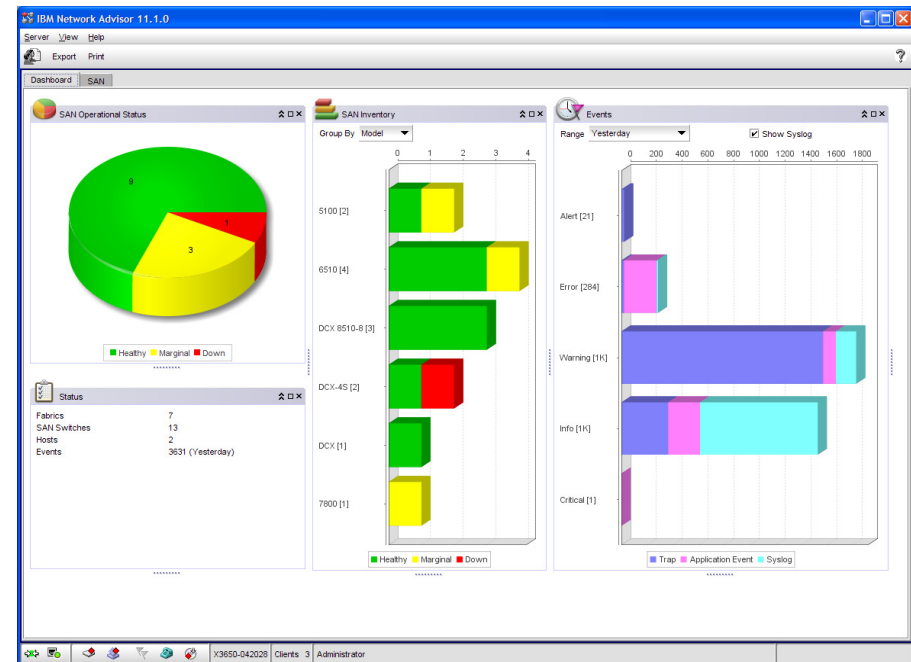 IBM Network Advisor 11.1.0
Server View Help
Export Print
Dashboard SAN
SAN Operational Status
9
1
3
Healthy Marginal Down
Status
Fabrics 7
SAN Switches 13
Hosts 2
Events 3631 (Yesterday)
SAN Inventory
Group By Model
0 1 2 3 4
5100 [2]
6510 [4]
DCX 8510-8 [3]
DCX-4S [2]
DCX [1]
7800 [1]
Healthy Marginal Down
Events
Range Yesterday Show Syslog
0 200 400 600 800 1000 1200 1400 1600 1800
Alert [21]
Error [284]
Warning [1K]
Info [1K]
Critical [1]
Trap Application Event Syslog
X3650-042028 Clients 3 Administrator